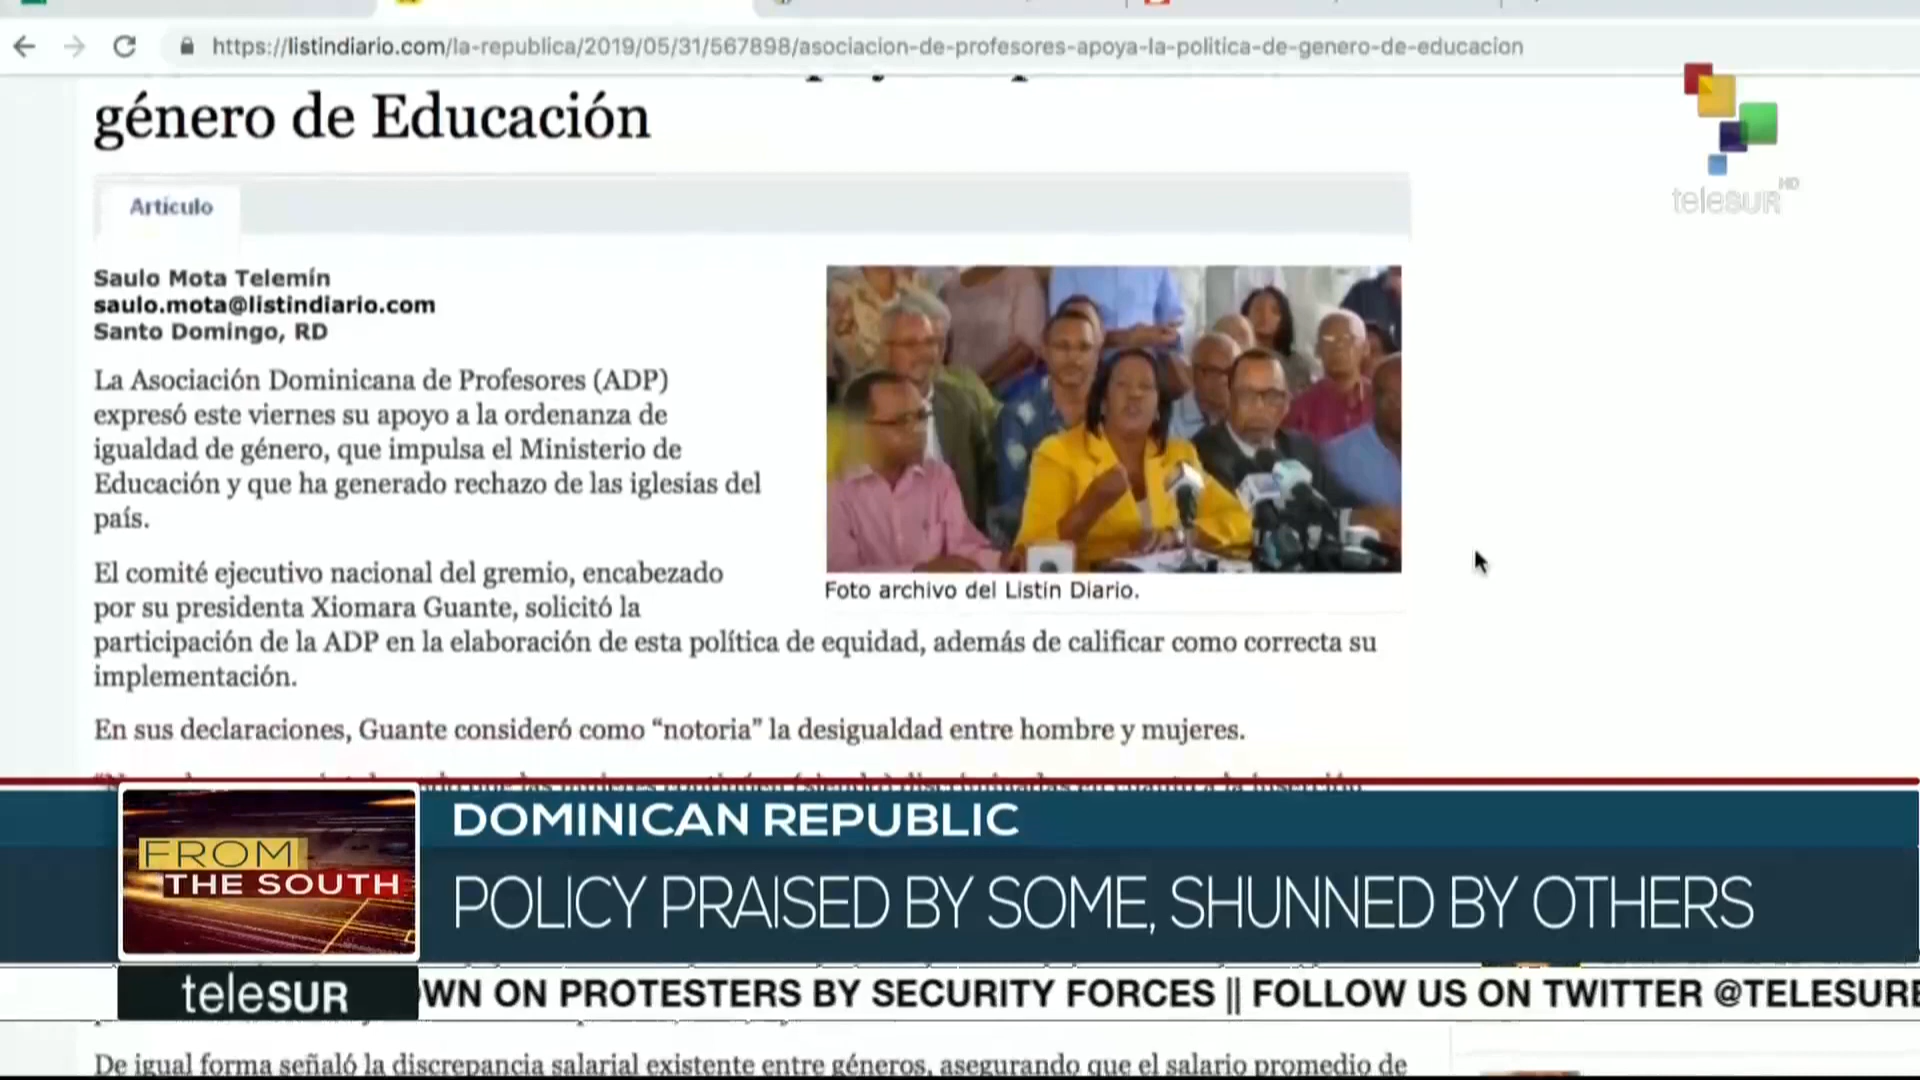 https://listindiario.com/la-republica/2019/05/31/567898/asociacion-de-profesores-apoya-la-politica-de-genero-de-educacion
género de Educación
teleSUR HD
Artículo
Saulo Mota Telemín
saulo.mota@listindiario.com
Santo Domingo, RD
La Asociación Dominicana de Profesores (ADP)
expresó este viernes su apoyo a la ordenanza de
igualdad de género, que impulsa el Ministerio de
Educación y que ha generado rechazo de las iglesias del
país.
Foto archivo del Listín Diario.
El comité ejecutivo nacional del gremio, encabezado
por su presidenta Xiomara Guante, solicitó la
participación de la ADP en la elaboración de esta política de equidad, además de calificar como correcta su
implementación.
En sus declaraciones, Guante consideró como “notoria” la desigualdad entre hombre y mujeres.
FROM
THE SOUTH
DOMINICAN REPUBLIC
POLICY PRAISED BY SOME, SHUNNED BY OTHERS
teleSUR
WN ON PROTESTERS BY SECURITY FORCES || FOLLOW US ON TWITTER @TELESURE
De igual forma señaló la discrepancia salarial existente entre géneros, asegurando que el salario promedio de